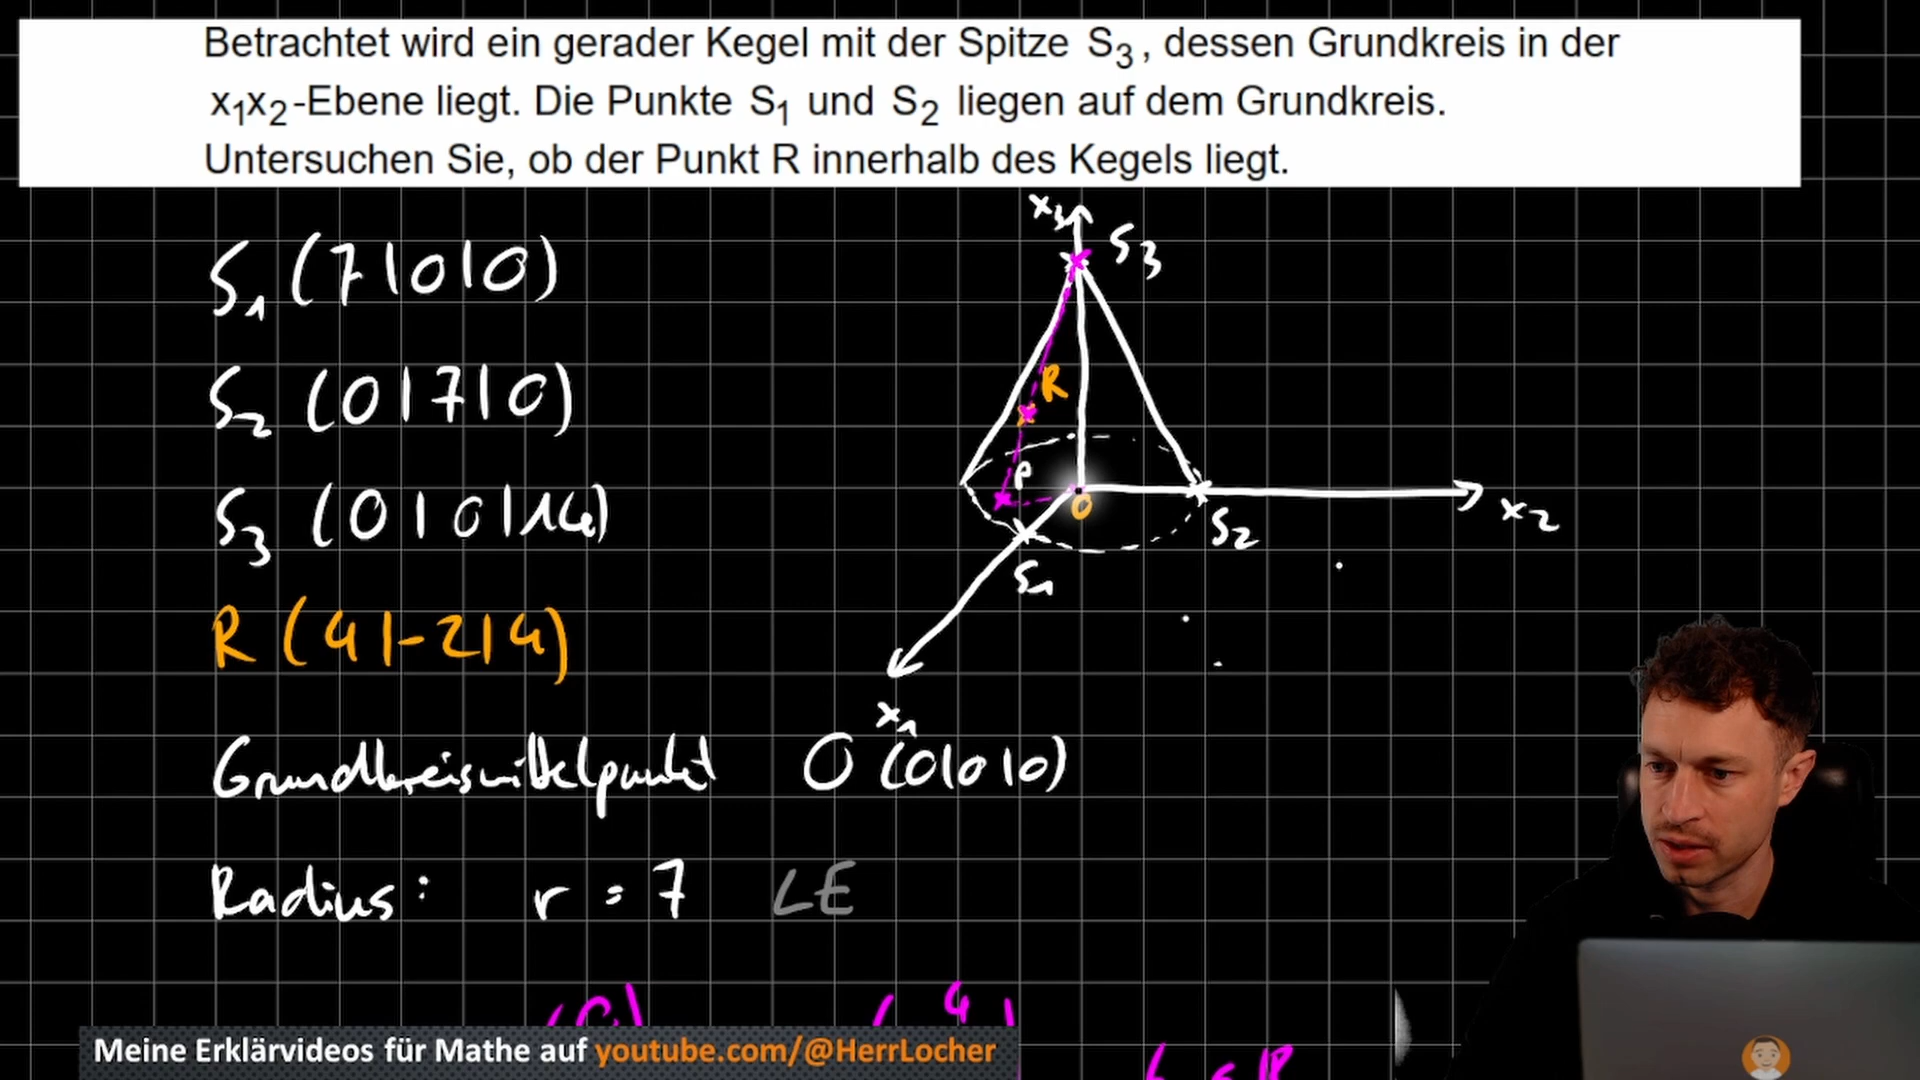 Betrachtet wird ein gerader Kegel mit der Spitze S₃, dessen Grundkreis in der
x₁x₂-Ebene liegt. Die Punkte S₁ und S₂ liegen auf dem Grundkreis.
Untersuchen Sie, ob der Punkt R innerhalb des Kegels liegt.
x₃
S₃
S₁ (7|0|0)
R
S₂ (0|7|0)
P
O
S₃ (0|0|14)
x₂
S₂
S₁
R (4|-2|4)
x₁
Grundkreismittelpunkt O (0|0|0)
Radius: r = 7 LE
4
Meine Erklärvideos für Mathe auf youtube.com/@HerrLocher